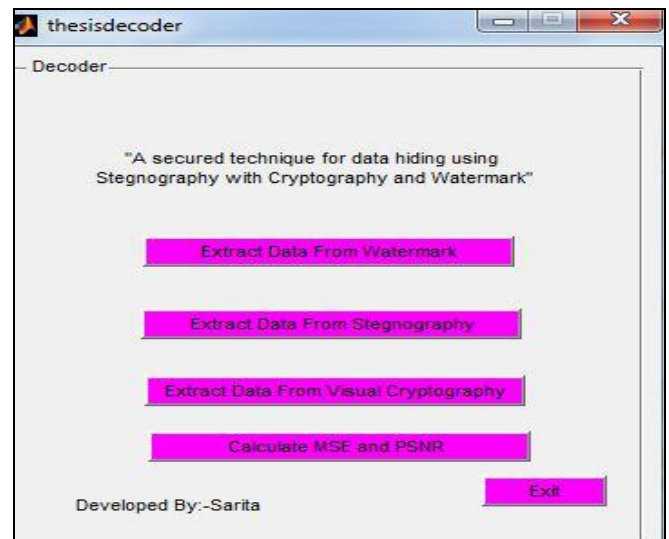 thesisdecoder
Decoder
"A secured technique for data hiding using
Stegnography with Cryptography and Watermark"
Extract Data From Watermark
Extract Data From Stegnography
Extract Data From Visual Cryptography
Calculate MSE and PSNR
Exit
Developed By:-Sarita